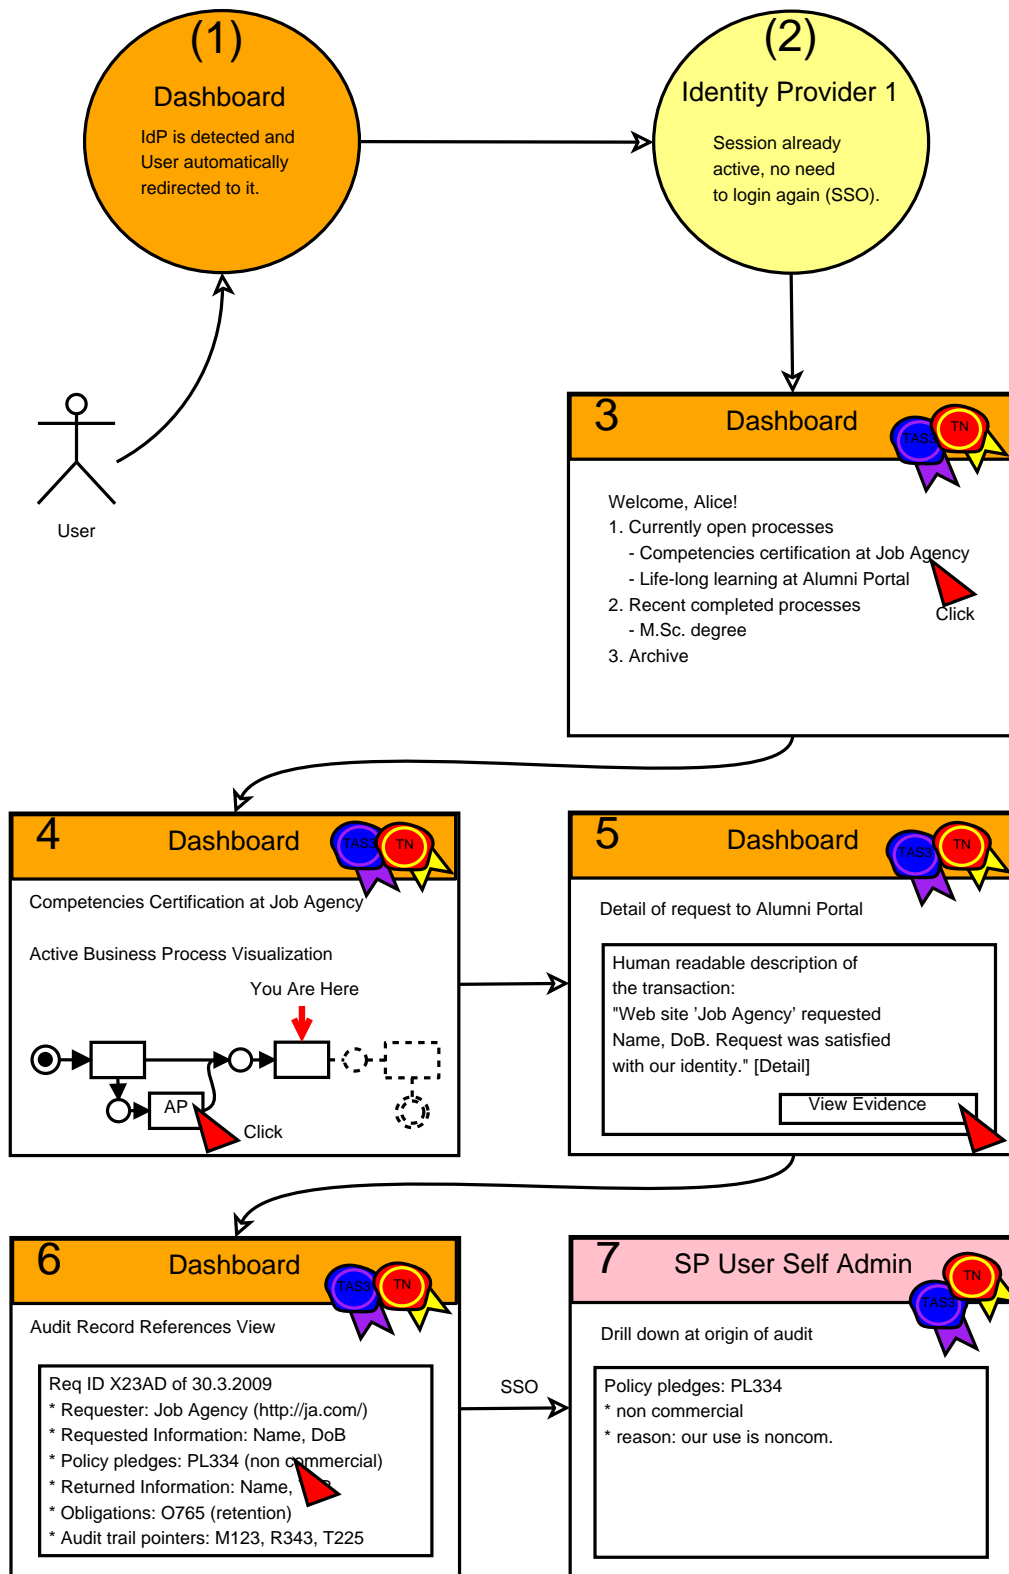 (1)
Dashboard
IdP is detected and
User automatically
redirected to it.
(2)
Identity Provider 1
Session already
active, no need
to login again (SSO).
User
3
Dashboard
TAS3
TN
Welcome, Alice!
1. Currently open processes
- Competencies certification at Job Agency
- Life-long learning at Alumni Portal
Click
2. Recent completed processes
- M.Sc. degree
3. Archive
4
Dashboard
TAS3
TN
Competencies Certification at Job Agency
Active Business Process Visualization
You Are Here
AP
Click
5
Dashboard
TAS3
TN
Detail of request to Alumni Portal
Human readable description of
the transaction:
"Web site 'Job Agency' requested
Name, DoB. Request was satisfied
with our identity." [Detail]
View Evidence
6
Dashboard
TAS3
TN
Audit Record References View
Req ID X23AD of 30.3.2009
* Requester: Job Agency (http://ja.com/)
* Requested Information: Name, DoB
* Policy pledges: PL334 (non commercial)
* Returned Information: Name,
* Obligations: O765 (retention)
* Audit trail pointers: M123, R343, T225
SSO
7
SP User Self Admin
TAS3
TN
Drill down at origin of audit
Policy pledges: PL334
* non commercial
* reason: our use is noncom.